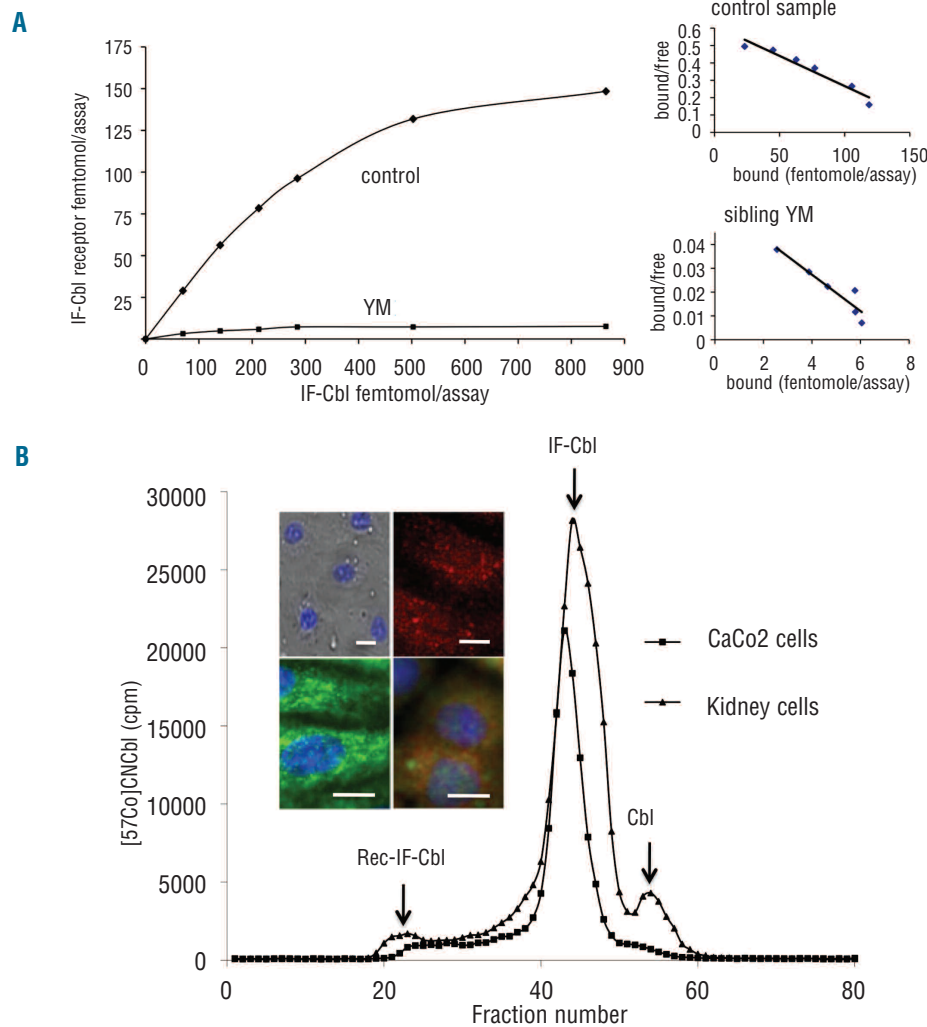 A
175
150
125
100
75
50
25
0 100 200 300 400 500 600 700 800 900
IF-Cbl receptor femtomol/assay
IF-Cbl femtomol/assay
control
YM
control sample
0.6
0.5
0.4
0.3
0.2
0.1
0
0 50 100 150
bound/free
bound (fentomole/assay)
sibling YM
0.04
0.03
0.02
0.01
0
0 2 4 6 8
bound/free
bound (fentomole/assay)
B
IF-Cbl
30000
25000
20000
15000
10000
5000
0
[57Co]CNCbl (cpm)
CaCo2 cells
Kidney cells
Cbl
Rec-IF-Cbl
0 20 40 60 80
Fraction number